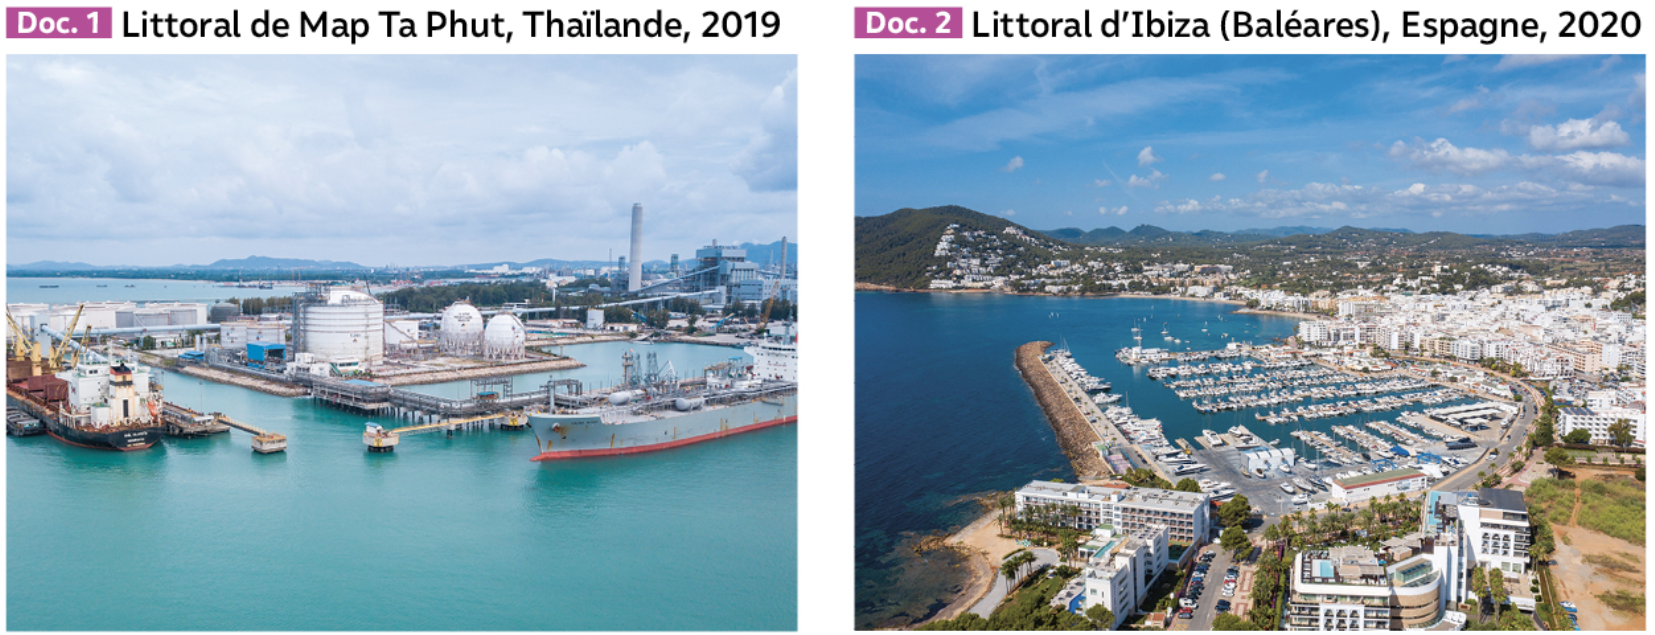 Doc. 1 Littoral de Map Ta Phut, Thaïlande, 2019
Doc. 2 Littoral d'Ibiza (Baléares), Espagne, 2020